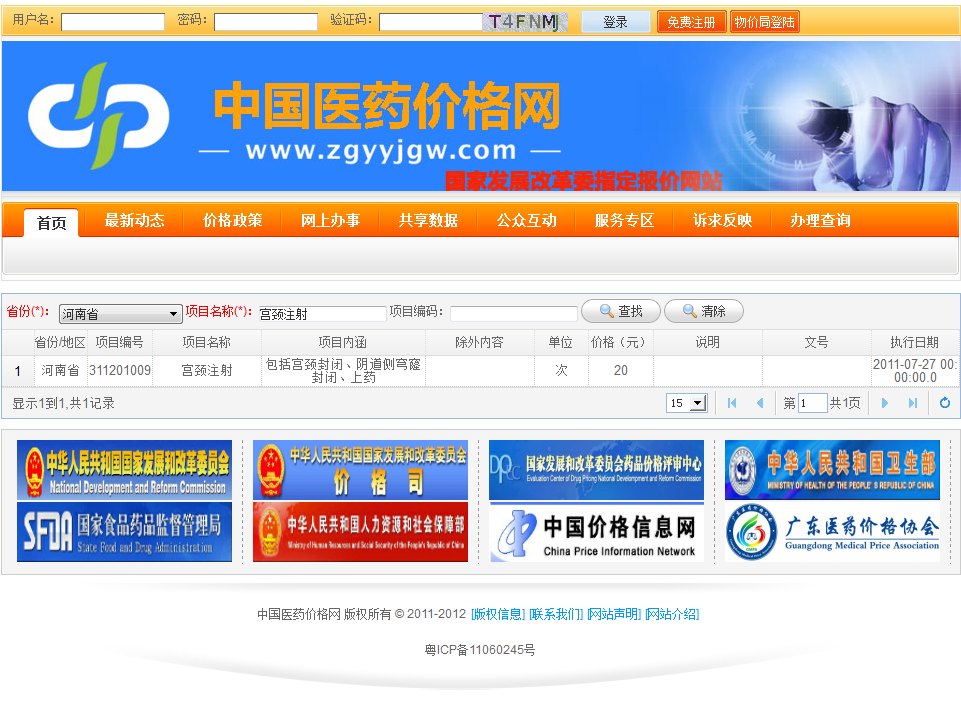 用户名： 密码： 验证码： T4FNMJ 登录 免费注册 物价局登陆
中国医药价格网
www.zgyyjgw.com
国家发展改革委指定报价网站
首页 最新动态 价格政策 网上办事 共享数据 公众互动 服务专区 诉求反映 办理查询
省份(*)： 河南省 项目名称(*)： 宫颈注射 项目编码： 查找 清除
省份/地区 项目编号 项目名称 项目内涵 除外内容 单位 价格（元） 说明 文号 执行日期
1 河南省 311201009 宫颈注射 包括宫颈封闭、阴道侧穹窿 次 20 2011-07-27 00:
封闭、上药 00:00.0
显示1到1,共1记录 15 第 1 共1页
中华人民共和国国家发展和改革委员会
National Development and Reform Commission
中华人民共和国国家发展和改革委员会
价格司
DPCC 国家发展和改革委员会药品价格评审中心
Evaluation Center of Drug Pricing National Development and Reform Commission
中华人民共和国卫生部
MINISTRY OF HEALTH OF THE PEOPLE'S REPUBLIC OF CHINA
SFDA 国家食品药品监督管理局
State Food and Drug Administration
中华人民共和国人力资源和社会保障部
Ministry of Human Resources and Social Security of the People's Republic of China
中国价格信息网
China Price Information Network
广东医药价格协会
Guangdong Medical Price Association
中国医药价格网 版权所有 © 2011-2012 [版权信息] [联系我们] [网站声明] [网站介绍]
粤ICP备11060245号